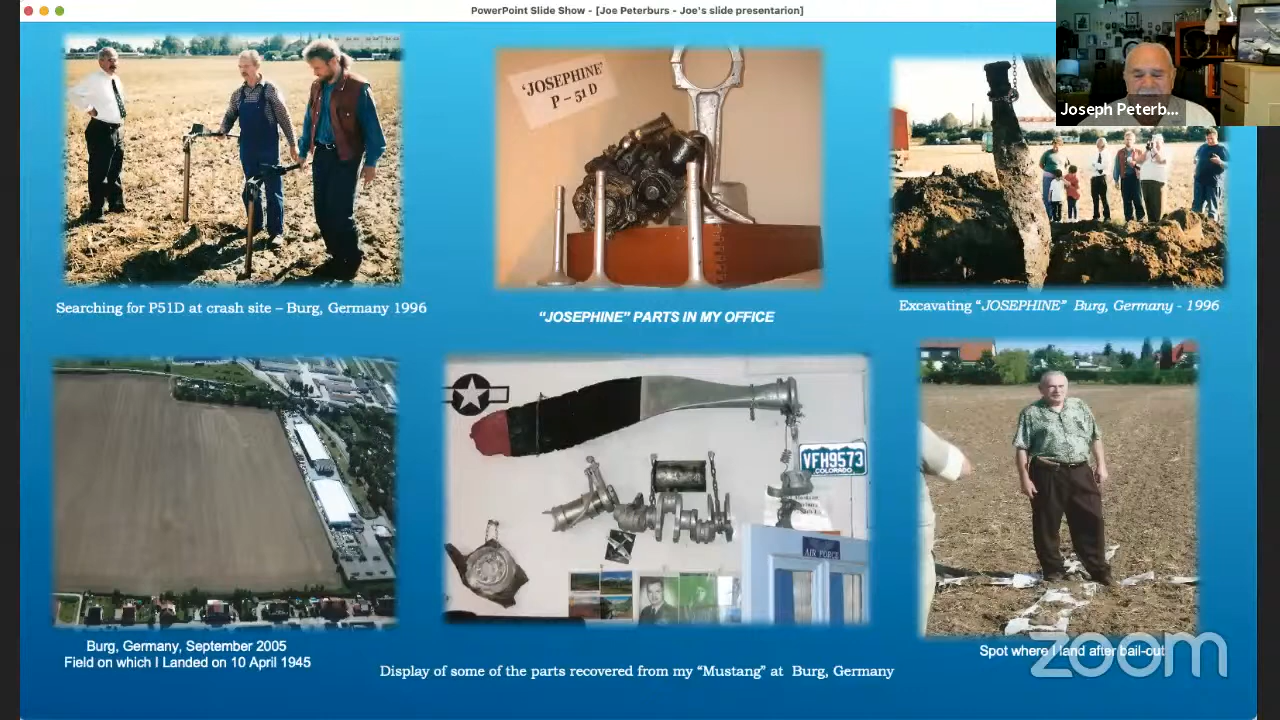 PowerPoint Slide Show - [Joe Peterburs - Joe's slide presentarion]
Joseph Peterb...
'JOSEPHINE'
P – 51 D
Searching for P51D at crash site – Burg, Germany 1996
"JOSEPHINE" PARTS IN MY OFFICE
Excavating "JOSEPHINE" Burg, Germany - 1996
VFH9573
COLORADO
AIR FORCE
Burg, Germany, September 2005
Field on which I Landed on 10 April 1945
Display of some of the parts recovered from my "Mustang" at Burg, Germany
Spot where I land after bail-out
zoom